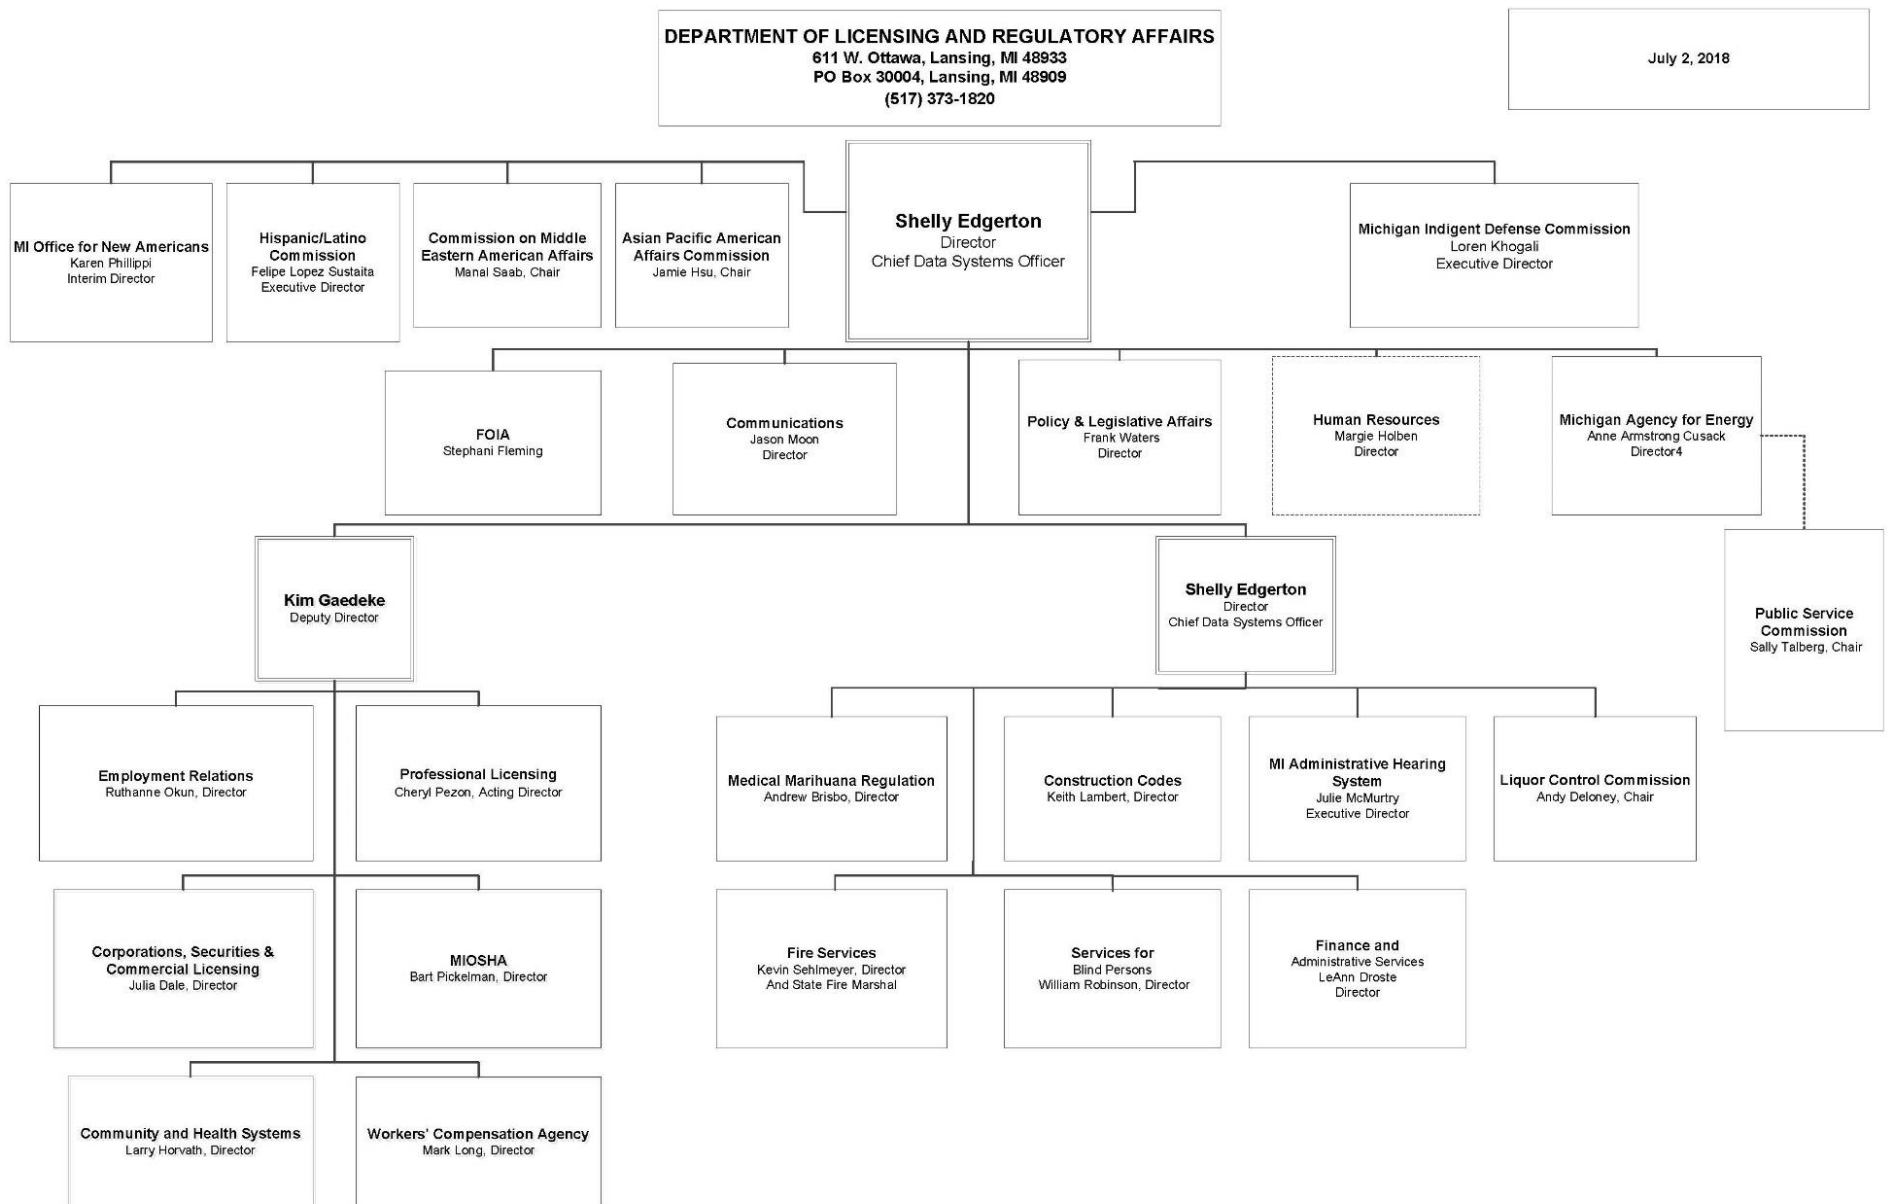 DEPARTMENT OF LICENSING AND REGULATORY AFFAIRS
611 W. Ottawa, Lansing, MI 48933
PO Box 30004, Lansing, MI 48909
(517) 373-1820
July 2, 2018
MI Office for New Americans
Karen Phillippi
Interim Director
Hispanic/Latino
Commission
Felipe Lopez Sustaita
Executive Director
Commission on Middle
Eastern American Affairs
Manal Saab, Chair
Asian Pacific American
Affairs Commission
Jamie Hsu, Chair
Shelly Edgerton
Director
Chief Data Systems Officer
Michigan Indigent Defense Commission
Loren Khogali
Executive Director
FOIA
Stephani Fleming
Communications
Jason Moon
Director
Policy & Legislative Affairs
Frank Waters
Director
Human Resources
Margie Holben
Director
Michigan Agency for Energy
Anne Armstrong Cusack
Director4
Kim Gaedeke
Deputy Director
Shelly Edgerton
Director
Chief Data Systems Officer
Public Service
Commission
Sally Talberg, Chair
Employment Relations
Ruthanne Okun, Director
Professional Licensing
Cheryl Pezon, Acting Director
Medical Marihuana Regulation
Andrew Brisbo, Director
Construction Codes
Keith Lambert, Director
MI Administrative Hearing
System
Julie McMurtry
Executive Director
Liquor Control Commission
Andy Deloney, Chair
Corporations, Securities &
Commercial Licensing
Julia Dale, Director
MIOSHA
Bart Pickelman, Director
Fire Services
Kevin Sehlmeyer, Director
And State Fire Marshal
Services for
Blind Persons
William Robinson, Director
Finance and
Administrative Services
LeAnn Droste
Director
Community and Health Systems
Larry Horvath, Director
Workers' Compensation Agency
Mark Long, Director